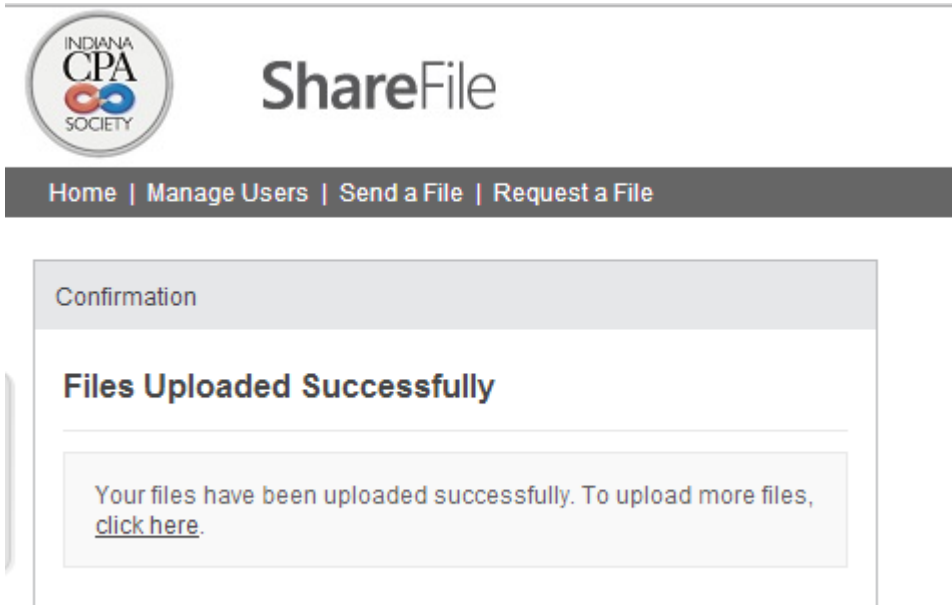 INDIANA
CPA
SOCIETY
ShareFile
Home | Manage Users | Send a File | Request a File
Confirmation
Files Uploaded Successfully
Your files have been uploaded successfully. To upload more files,
click here.